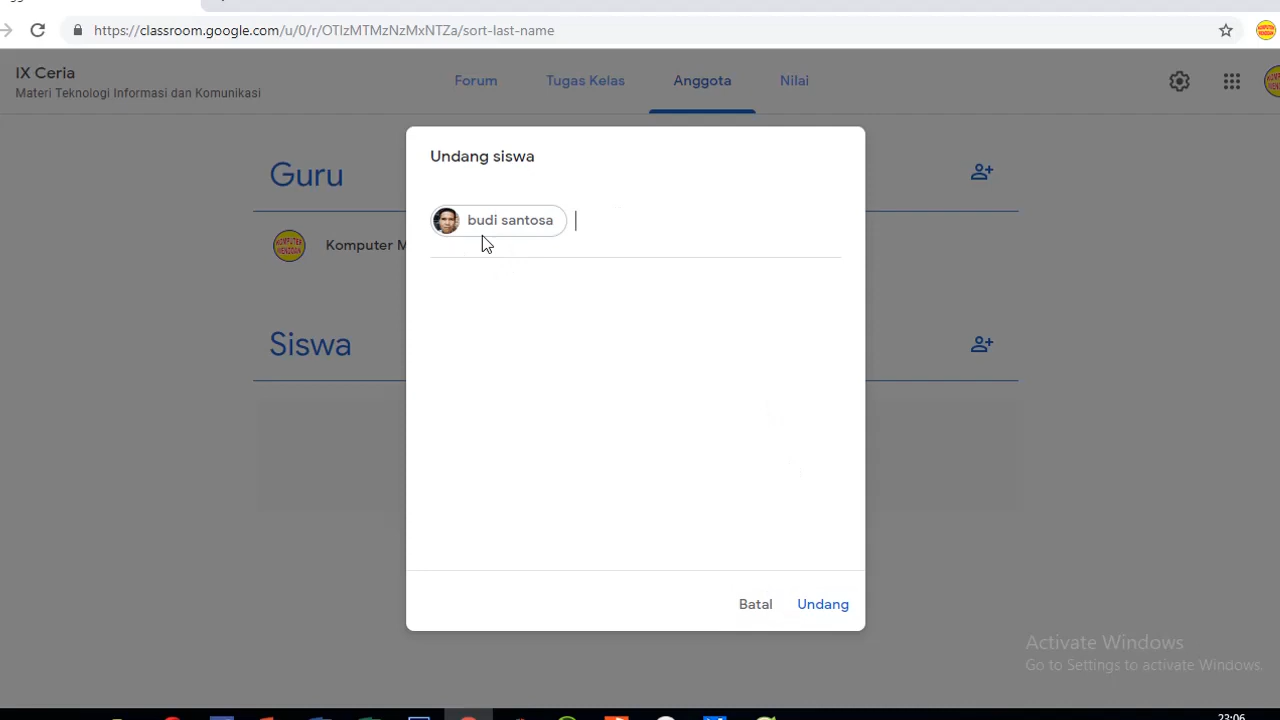 https://classroom.google.com/u/0/r/OTIzMTMzNzMxNTZa/sort-last-name
IX Ceria
Materi Teknologi Informasi dan Komunikasi
Forum
Tugas Kelas
Anggota
Nilai
Undang siswa
Guru
budi santosa
Komputer M
Siswa
Batal
Undang
Activate Windows
Go to Settings to activate Windows.
23:06